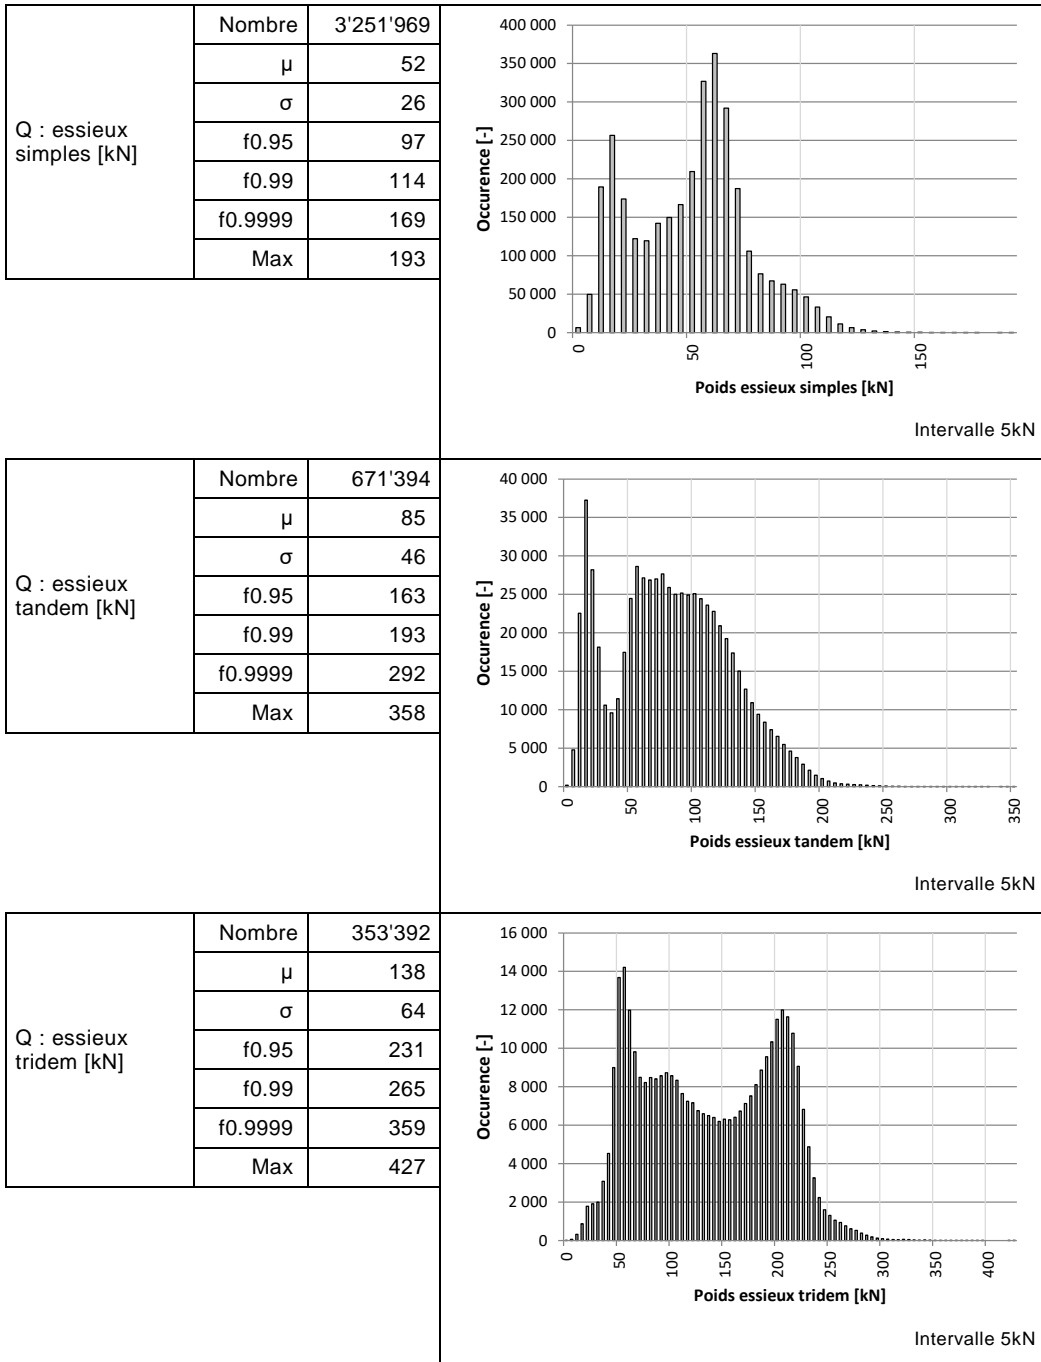 Q : essieux
simples [kN]
Nombre 3'251'969
µ 52
σ 26
f0.95 97
f0.99 114
f0.9999 169
Max 193
Occurence [-]
400 000
350 000
300 000
250 000
200 000
150 000
100 000
50 000
0
0 50 100 150
Poids essieux simples [kN]
Intervalle 5kN
Q : essieux
tandem [kN]
Nombre 671'394
µ 85
σ 46
f0.95 163
f0.99 193
f0.9999 292
Max 358
Occurence [-]
40 000
35 000
30 000
25 000
20 000
15 000
10 000
5 000
0
0 50 100 150 200 250 300 350
Poids essieux tandem [kN]
Intervalle 5kN
Q : essieux
tridem [kN]
Nombre 353'392
µ 138
σ 64
f0.95 231
f0.99 265
f0.9999 359
Max 427
Occurence [-]
16 000
14 000
12 000
10 000
8 000
6 000
4 000
2 000
0
0 50 100 150 200 250 300 350 400
Poids essieux tridem [kN]
Intervalle 5kN